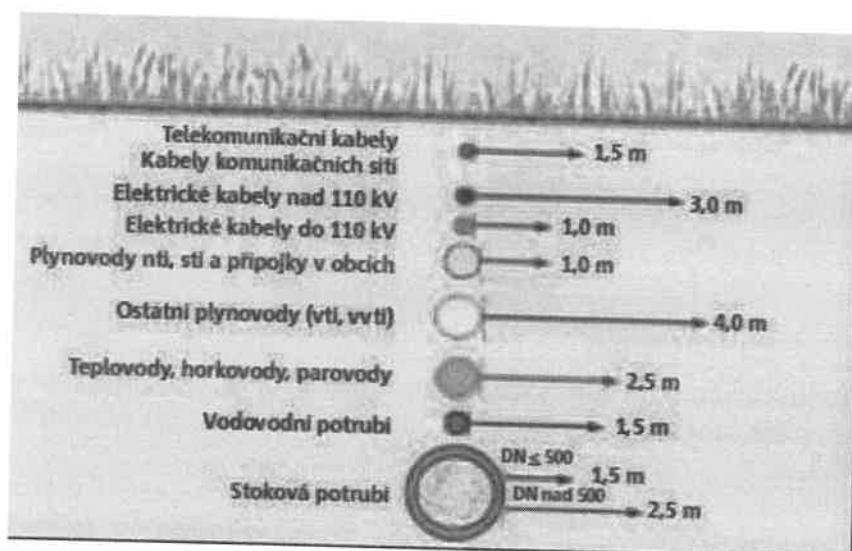 Telekomunikační kabely
Kabely komunikačních sítí
1,5 m
Elektrické kabely nad 110 kV
3,0 m
Elektrické kabely do 110 kV
1,0 m
Plynovody ntl, stl a přípojky v obcích
1,0 m
Ostatní plynovody (vtl, vvtl)
4,0 m
Teplovody, horkovody, parovody
2,5 m
Vodovodní potrubí
1,5 m
Stoková potrubí
DN ≤ 500
1,5 m
DN nad 500
2,5 m